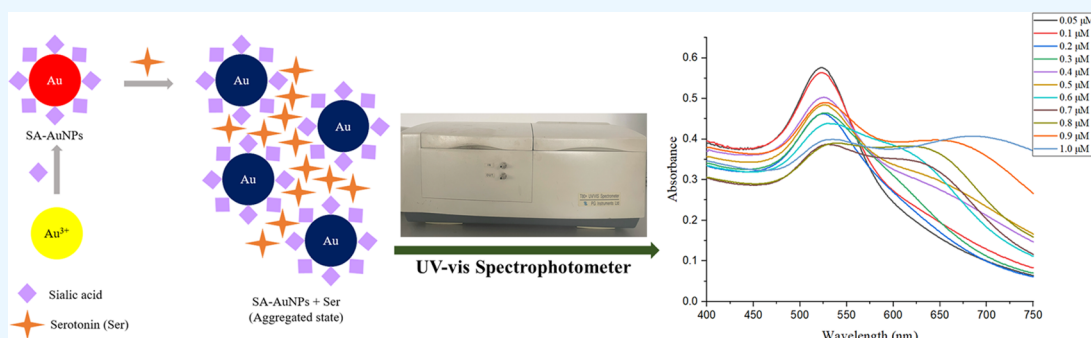 Au
SA-AuNPs
Au³⁺
Sialic acid
Serotonin (Ser)
Au
Au
Au
Au
SA-AuNPs + Ser
(Aggregated state)
UV-vis Spectrophotometer
Absorbance
0.6
0.5
0.4
0.3
0.2
0.1
0.0
400 450 500 550 600 650 700 750
Wavelength (nm)
0.05 μM
0.1 μM
0.2 μM
0.3 μM
0.4 μM
0.5 μM
0.6 μM
0.7 μM
0.8 μM
0.9 μM
1.0 μM